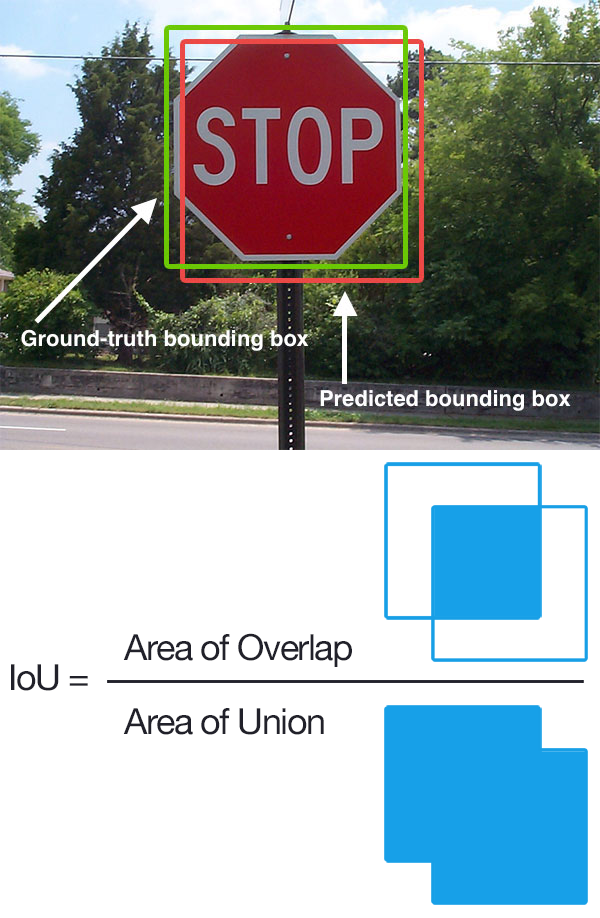 STOP
Ground-truth bounding box
Predicted bounding box
Area of Overlap
IoU =
Area of Union